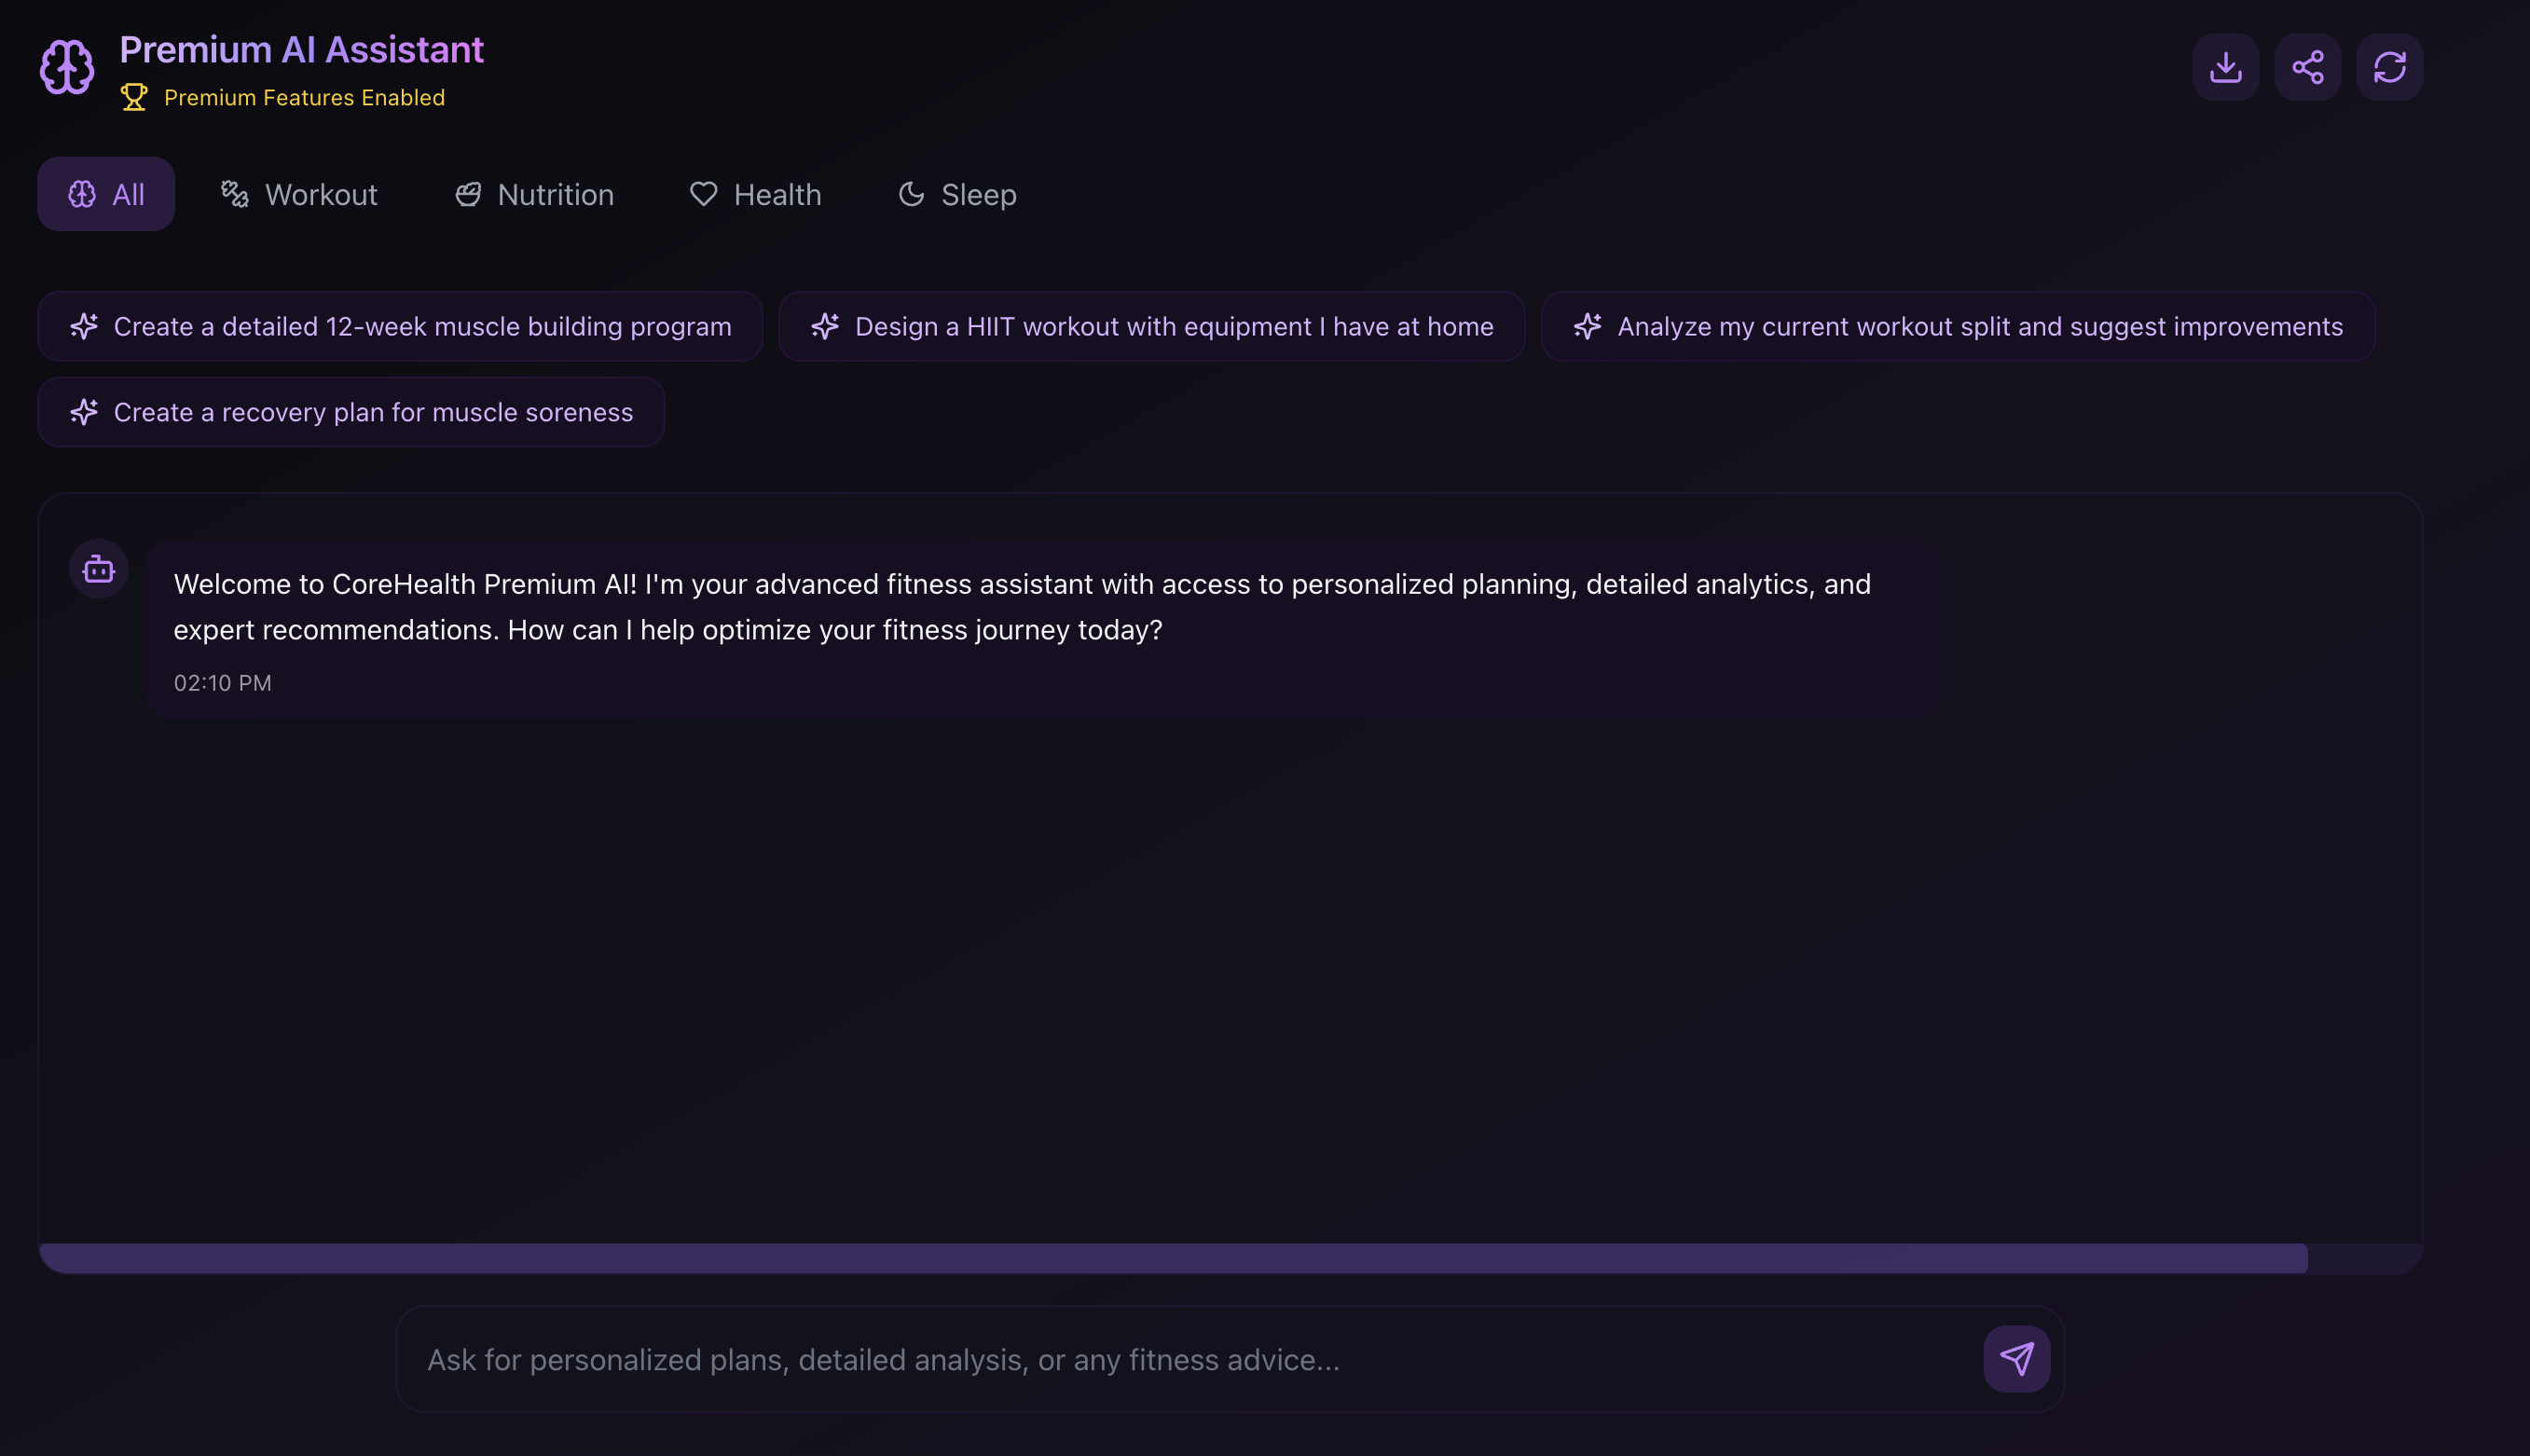 Premium AI Assistant
Premium Features Enabled
All
Workout
Nutrition
Health
Sleep
Create a detailed 12-week muscle building program
Design a HIIT workout with equipment I have at home
Analyze my current workout split and suggest improvements
Create a recovery plan for muscle soreness
Welcome to CoreHealth Premium AI! I'm your advanced fitness assistant with access to personalized planning, detailed analytics, and
expert recommendations. How can I help optimize your fitness journey today?
02:10 PM
Ask for personalized plans, detailed analysis, or any fitness advice...